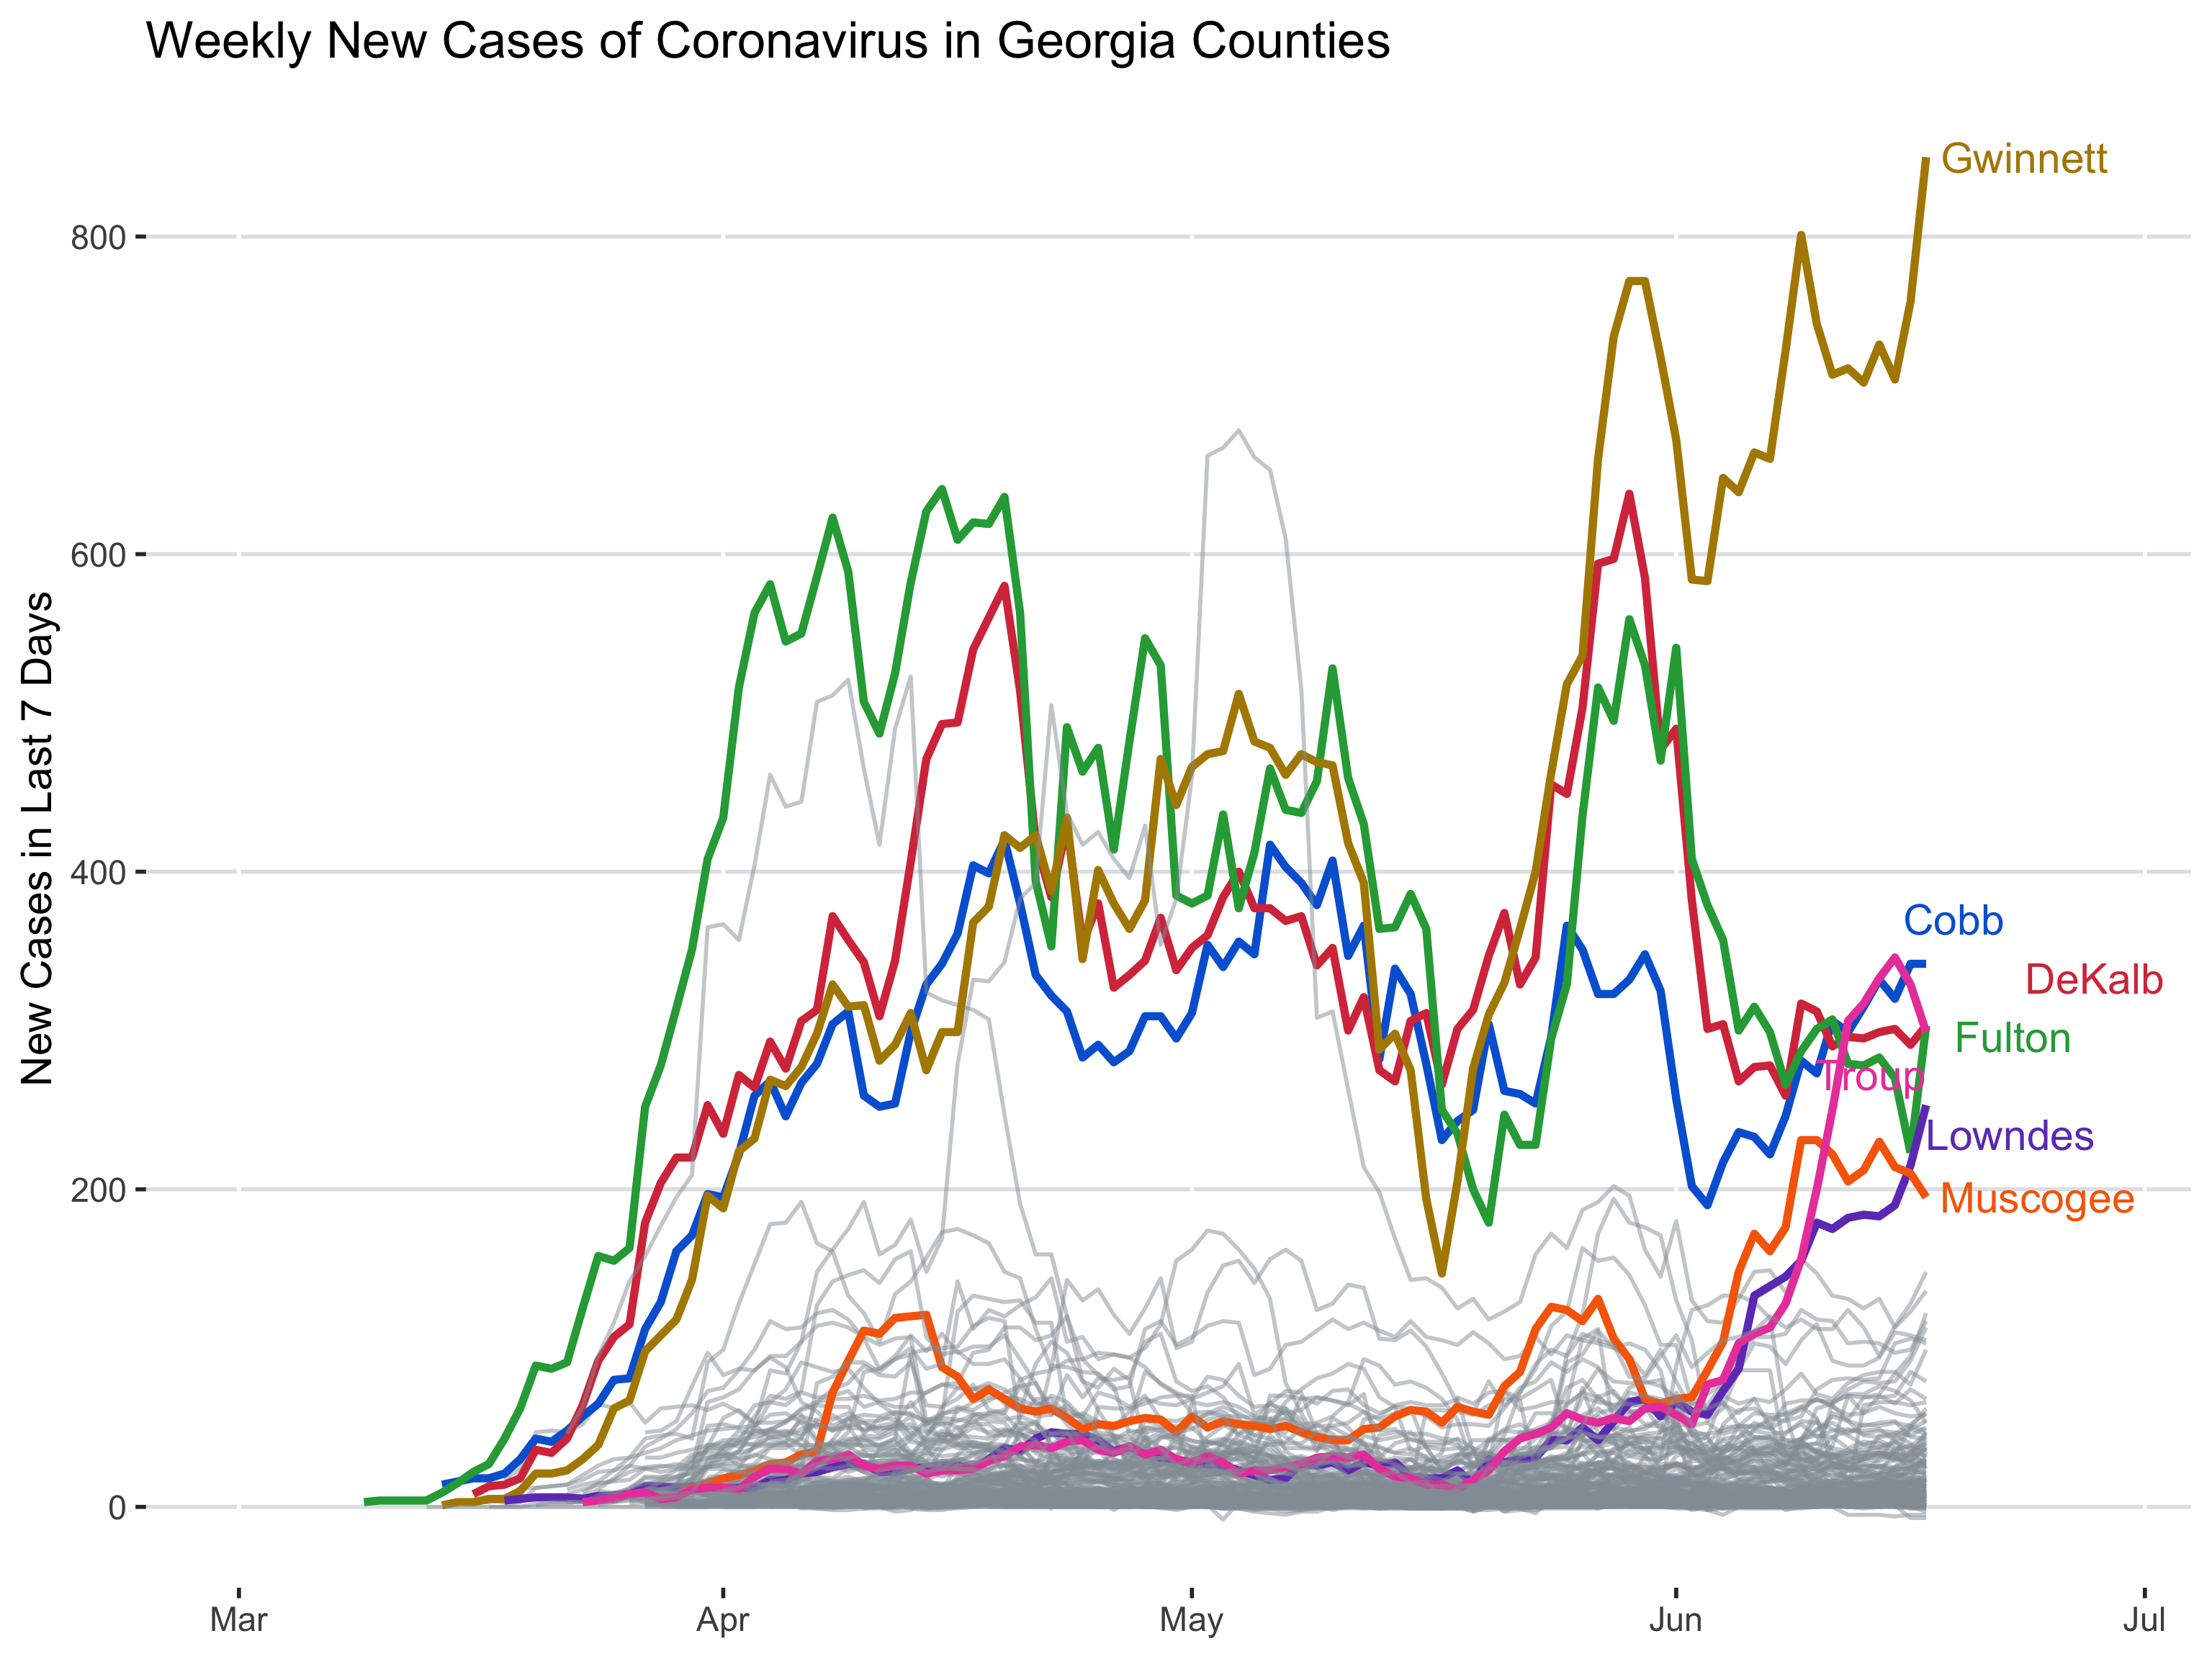 Weekly New Cases of Coronavirus in Georgia Counties
New Cases in Last 7 Days
800
600
400
200
0
Mar
Apr
May
Jun
Jul
Gwinnett
Cobb
DeKalb
Fulton
Troup
Lowndes
Muscogee